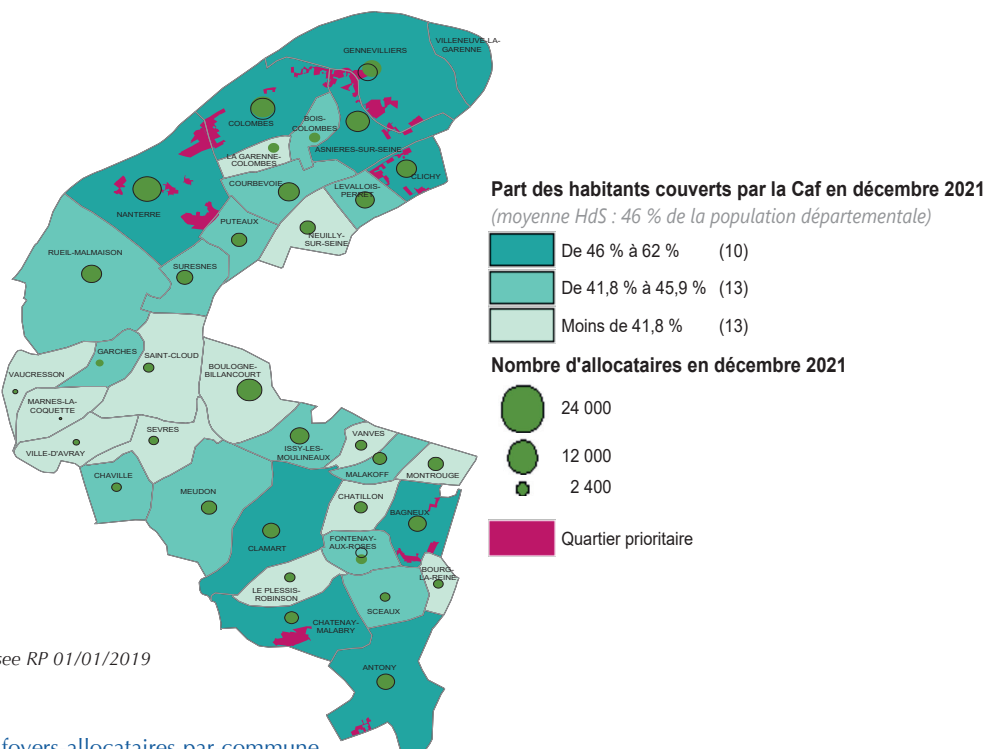 VILLENEUVE-LA-
GARENNE
GENNEVILLIERS
COLOMBES
BOIS-
COLOMBES
ASNIERES-SUR-SEINE
LA GARENNE-
COLOMBES
CLICHY
COURBEVOIE
LEVALLOIS-
PERRET
NANTERRE
PUTEAUX
NEUILLY-
SUR-SEINE
RUEIL-MALMAISON
SURESNES
GARCHES
SAINT-CLOUD
VAUCRESSON
BOULOGNE-
BILLANCOURT
MARNES-LA-
COQUETTE
SEVRES
VILLE-D'AVRAY
ISSY-LES-
MOULINEAUX
VANVES
MALAKOFF
MONTROUGE
CHAVILLE
MEUDON
CHATILLON
BAGNEUX
CLAMART
FONTENAY-
AUX-ROSES
BOURG-
LA-REINE
LE PLESSIS-
ROBINSON
SCEAUX
CHATENAY-
MALABRY
ANTONY
Part des habitants couverts par la Caf en décembre 2021
(moyenne HdS : 46 % de la population départementale)
De 46 % à 62 % (10)
De 41,8 % à 45,9 % (13)
Moins de 41,8 % (13)
Nombre d'allocataires en décembre 2021
24 000
12 000
2 400
Quartier prioritaire
see RP 01/01/2019
foyers allocataires par commune